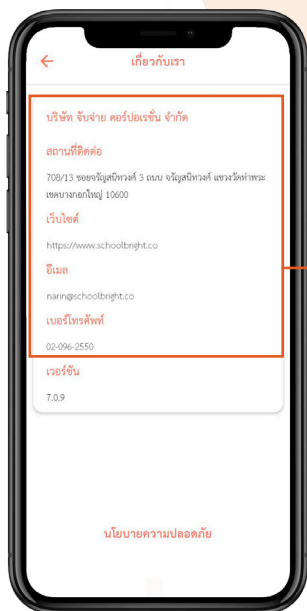 เกี่ยวกับเรา
บริษัท จับจ่าย คอร์ปอเรชั่น จำกัด
สถานที่ติดต่อ
708/13 ซอยจรัญสนิทวงศ์ 3 ถนน จรัญสนิทวงศ์ แขวงวัดท่าพระ
เขตบางกอกใหญ่ 10600
เว็บไซต์
https://www.schoolbright.co
อีเมล
narin@schoolbright.co
เบอร์โทรศัพท์
02-096-2550
เวอร์ชัน
7.0.9
นโยบายความปลอดภัย